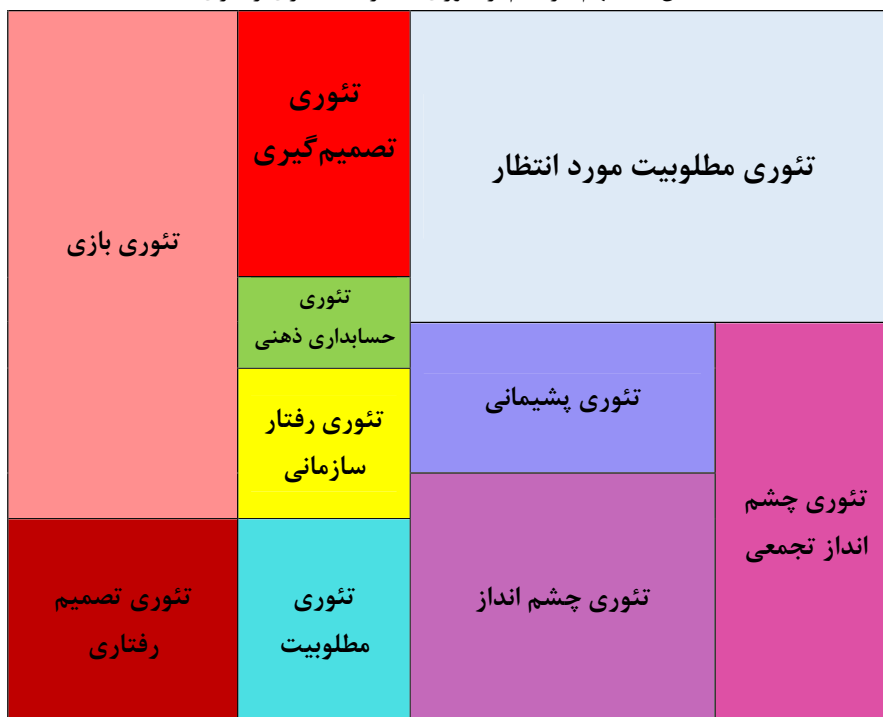 تئوری مطلوبیت مورد انتظار
تئوری
تصمیم‌گیری
تئوری بازی
تئوری
حسابداری ذهنی
تئوری پشیمانی
تئوری رفتار
سازمانی
تئوری چشم
انداز تجمعی
تئوری چشم انداز
تئوری
مطلوبیت
تئوری تصمیم
رفتاری